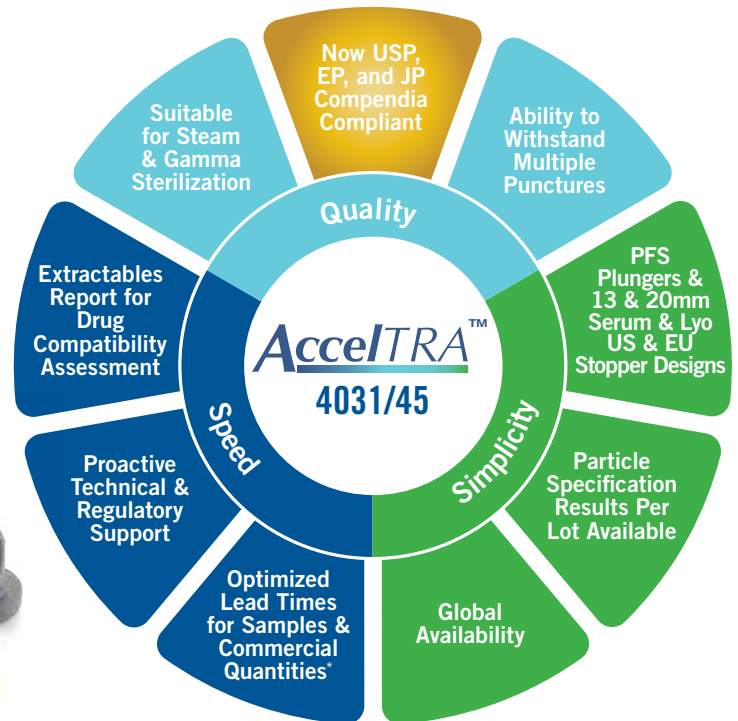 Now USP,
EP, and JP
Compendia
Compliant
Ability to
Withstand
Multiple
Punctures
PFS
Plungers &
13 & 20mm
Serum & Lyo
US & EU
Stopper Designs
Particle
Specification
Results Per
Lot Available
Global
Availability
Optimized
Lead Times
for Samples &
Commercial
Quantities*
Proactive
Technical &
Regulatory
Support
Extractables
Report for
Drug
Compatibility
Assessment
Suitable
for Steam
& Gamma
Sterilization
Quality
Simplicity
Speed
AccelTRA™
4031/45